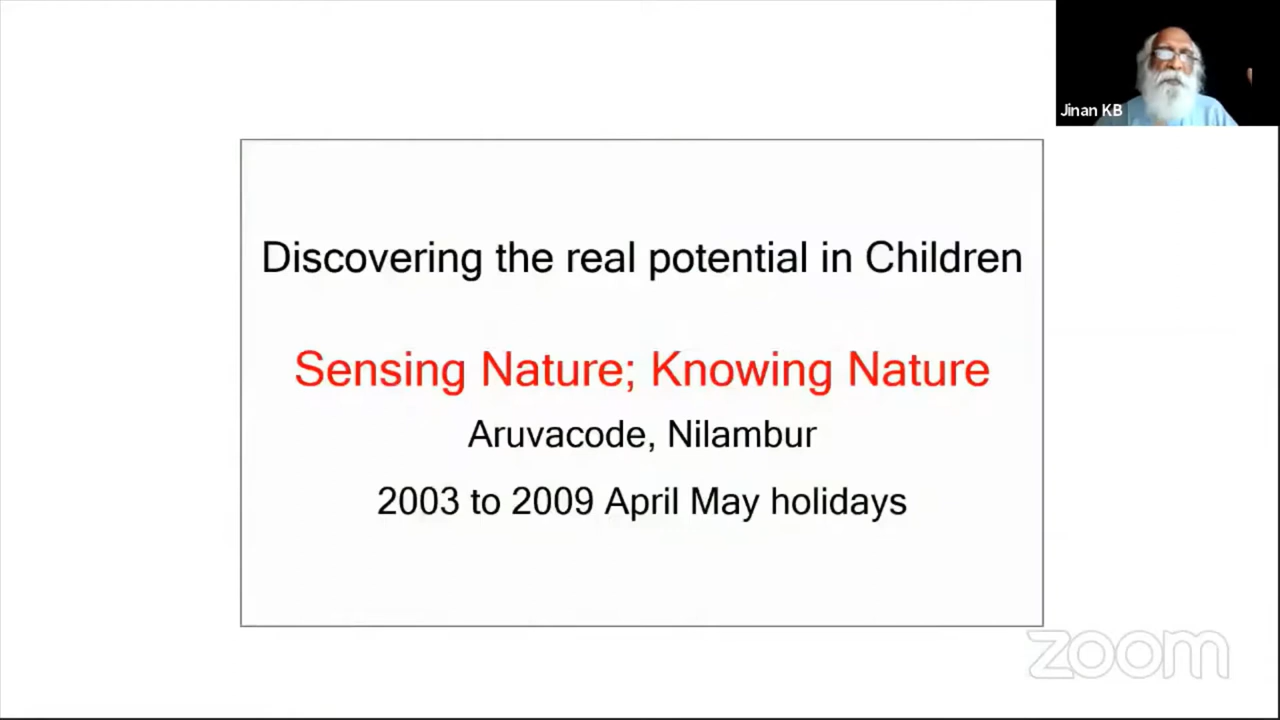 Jinan KB
Discovering the real potential in Children
Sensing Nature; Knowing Nature
Aruvacode, Nilambur
2003 to 2009 April May holidays
zoom